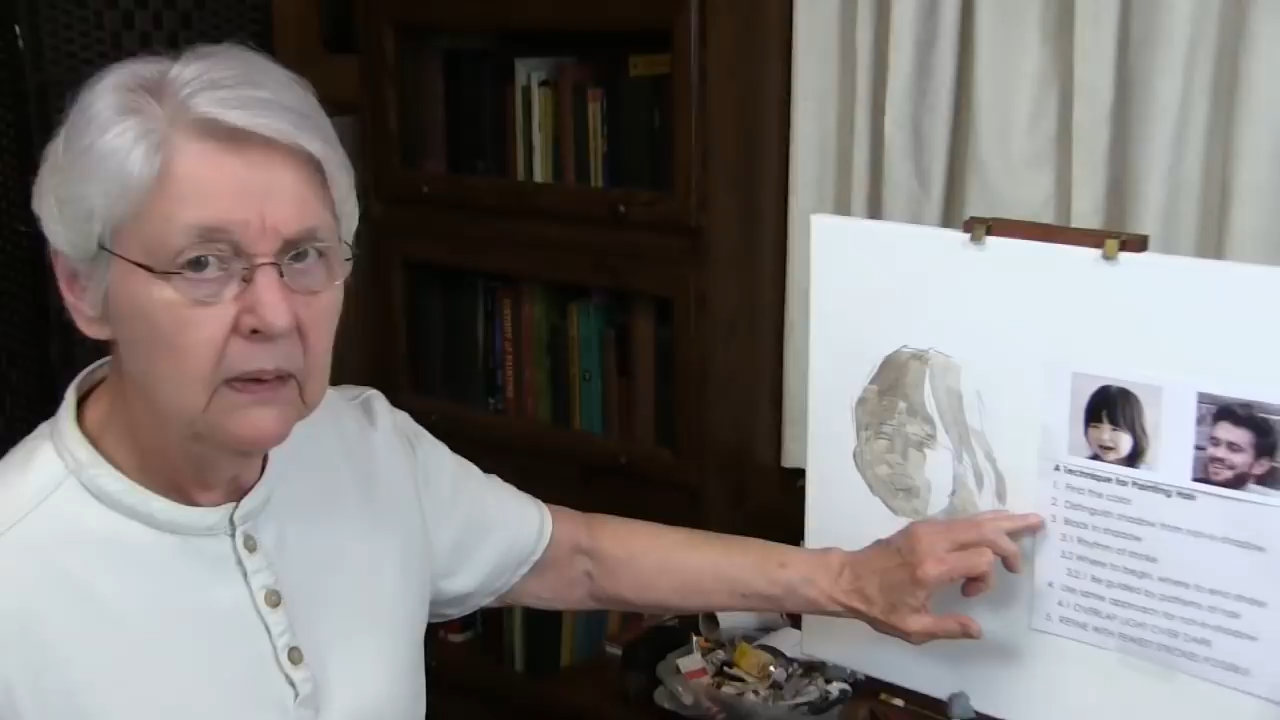 A Technique for Painting Hair
1. Find the color
2. Distinguish shadow from non-shadow
3. Block in shadow
3.1 Rhythm of stroke
3.2 Where to begin, where to end stroke
3.2.1 Be guided by patterns of hair
4. Use same approach for non-shadow
4.1 OVERLAP LIGHT OVER DARK
5. REFINE WITH FEWEST STROKES POSSIBLE